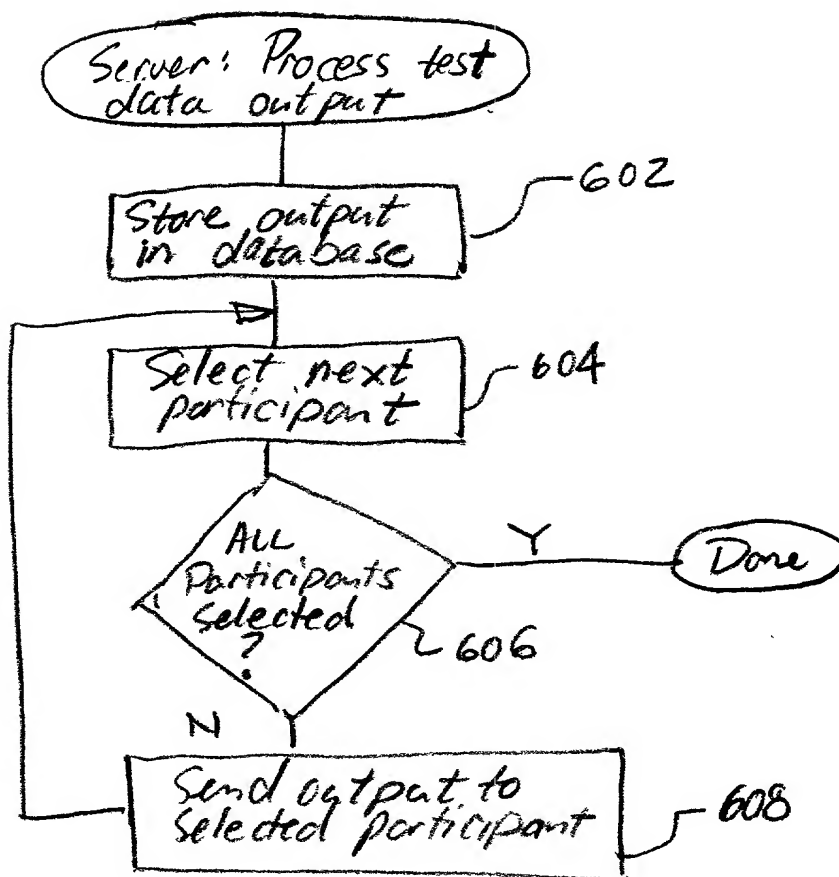 Server: Process test
data output
602
Store output
in database
Select next
participant
604
ALL
Participants
selected
?
Y
Done
606
N
Send output to
selected participant
608